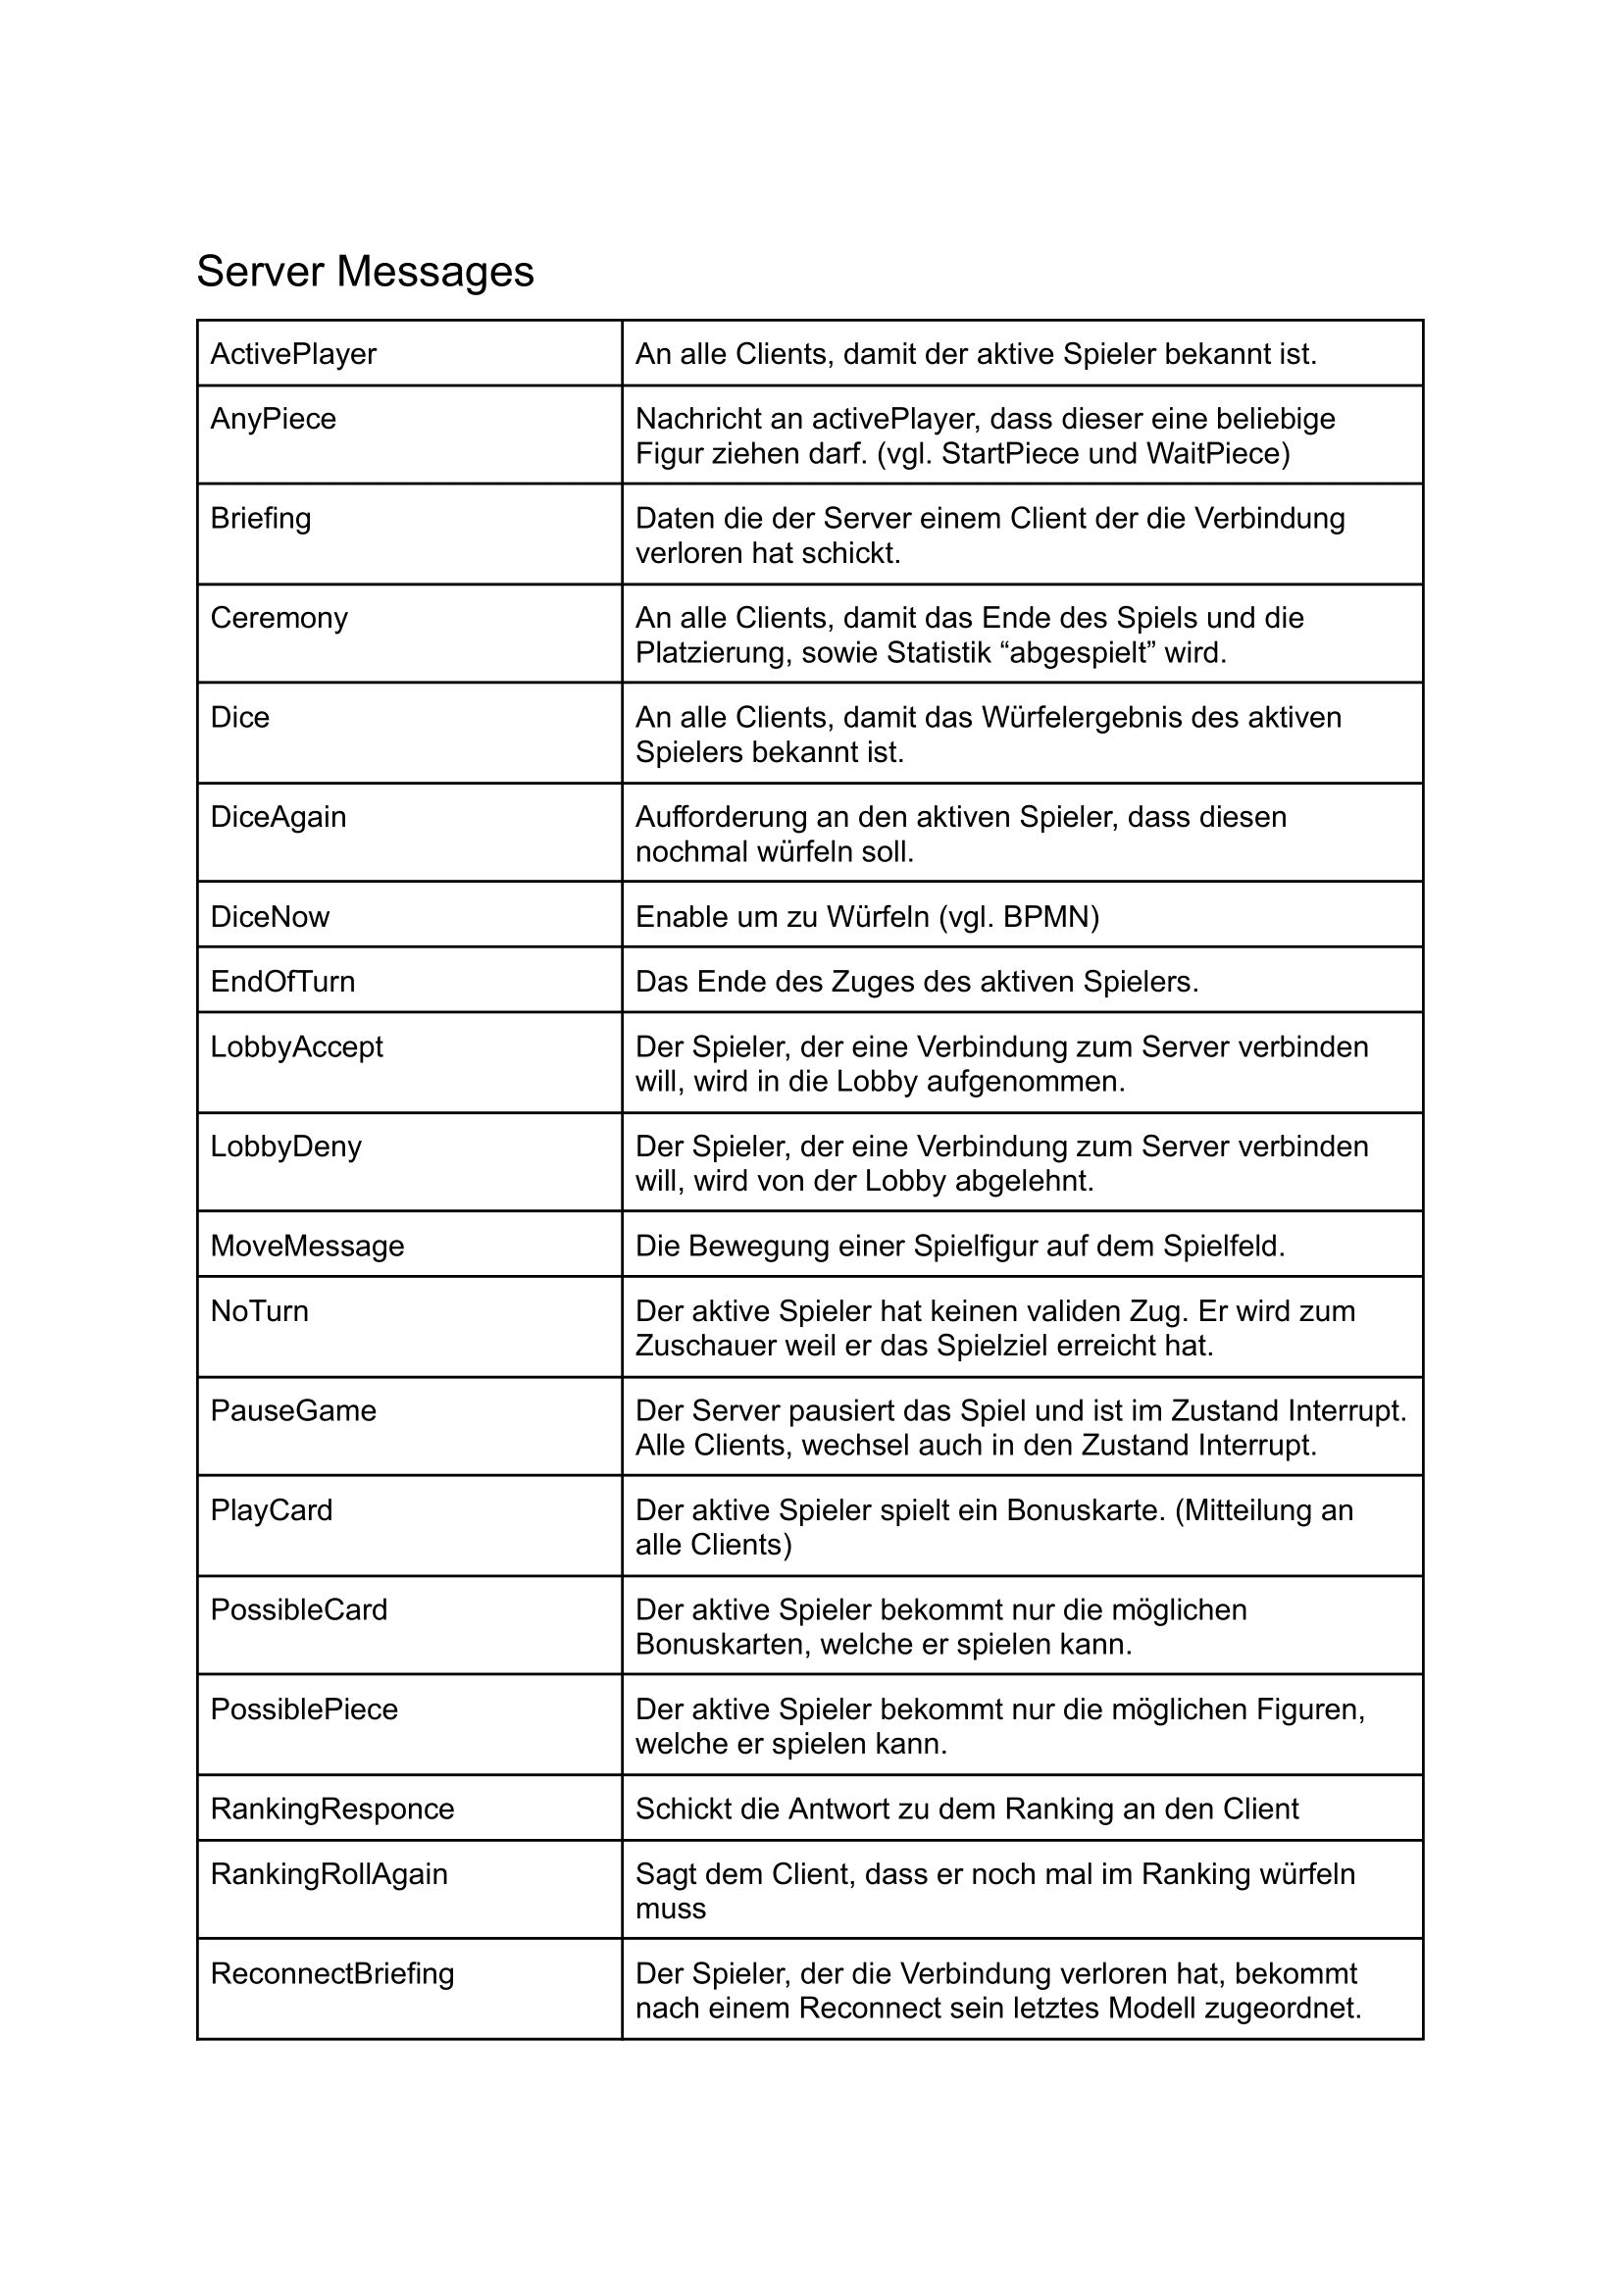 Server Messages
ActivePlayer
An alle Clients, damit der aktive Spieler bekannt ist.
AnyPiece
Nachricht an activePlayer, dass dieser eine beliebige
Figur ziehen darf. (vgl. StartPiece und WaitPiece)
Briefing
Daten die der Server einem Client der die Verbindung
verloren hat schickt.
Ceremony
An alle Clients, damit das Ende des Spiels und die
Platzierung, sowie Statistik “abgespielt” wird.
Dice
An alle Clients, damit das Würfelergebnis des aktiven
Spielers bekannt ist.
DiceAgain
Aufforderung an den aktiven Spieler, dass diesen
nochmal würfeln soll.
DiceNow
Enable um zu Würfeln (vgl. BPMN)
EndOfTurn
Das Ende des Zuges des aktiven Spielers.
LobbyAccept
Der Spieler, der eine Verbindung zum Server verbinden
will, wird in die Lobby aufgenommen.
LobbyDeny
Der Spieler, der eine Verbindung zum Server verbinden
will, wird von der Lobby abgelehnt.
MoveMessage
Die Bewegung einer Spielfigur auf dem Spielfeld.
NoTurn
Der aktive Spieler hat keinen validen Zug. Er wird zum
Zuschauer weil er das Spielziel erreicht hat.
PauseGame
Der Server pausiert das Spiel und ist im Zustand Interrupt.
Alle Clients, wechsel auch in den Zustand Interrupt.
PlayCard
Der aktive Spieler spielt ein Bonuskarte. (Mitteilung an
alle Clients)
PossibleCard
Der aktive Spieler bekommt nur die möglichen
Bonuskarten, welche er spielen kann.
PossiblePiece
Der aktive Spieler bekommt nur die möglichen Figuren,
welche er spielen kann.
RankingResponce
Schickt die Antwort zu dem Ranking an den Client
RankingRollAgain
Sagt dem Client, dass er noch mal im Ranking würfeln
muss
ReconnectBriefing
Der Spieler, der die Verbindung verloren hat, bekommt
nach einem Reconnect sein letztes Modell zugeordnet.